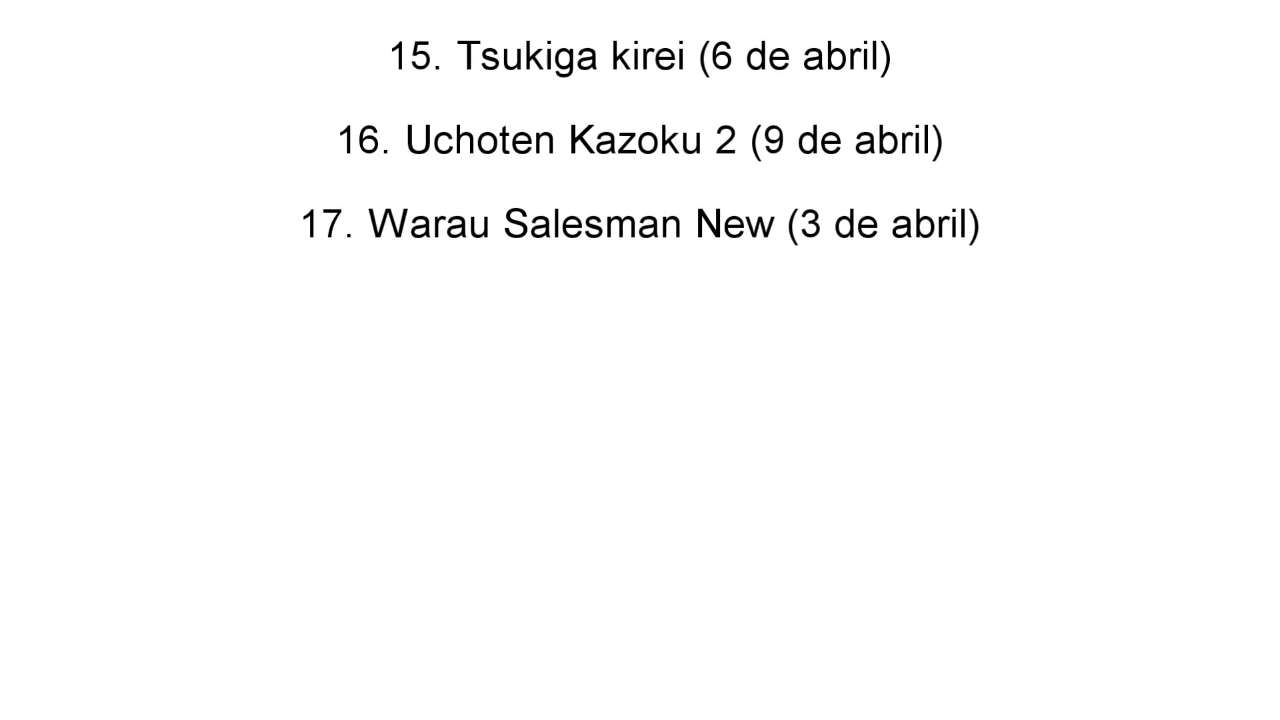 15. Tsukiga kirei (6 de abril)
16. Uchoten Kazoku 2 (9 de abril)
17. Warau Salesman New (3 de abril)